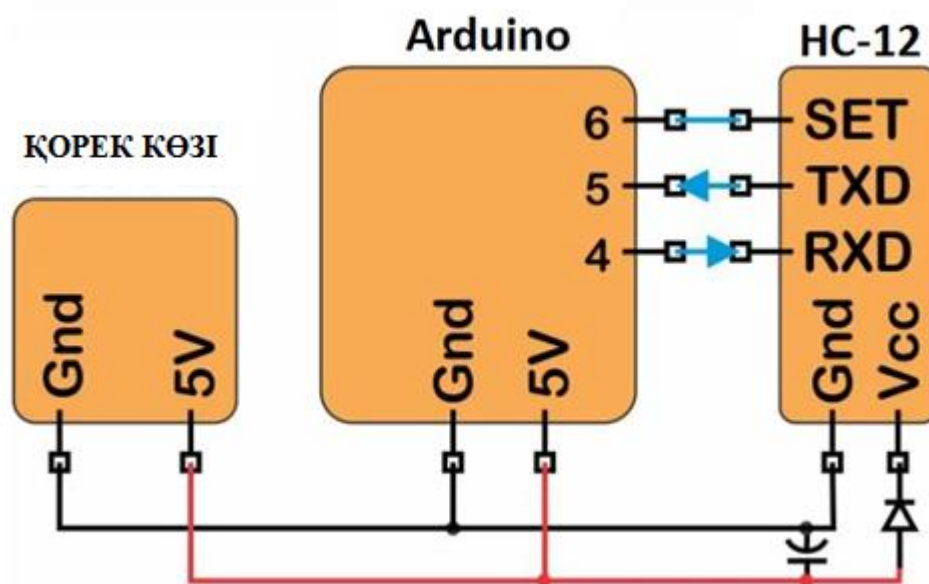 Arduino
HC-12
ҚОРЕК КӨЗІ
6
SET
5
TXD
4
RXD
Gnd
5V
Gnd
5V
Gnd
Vcc